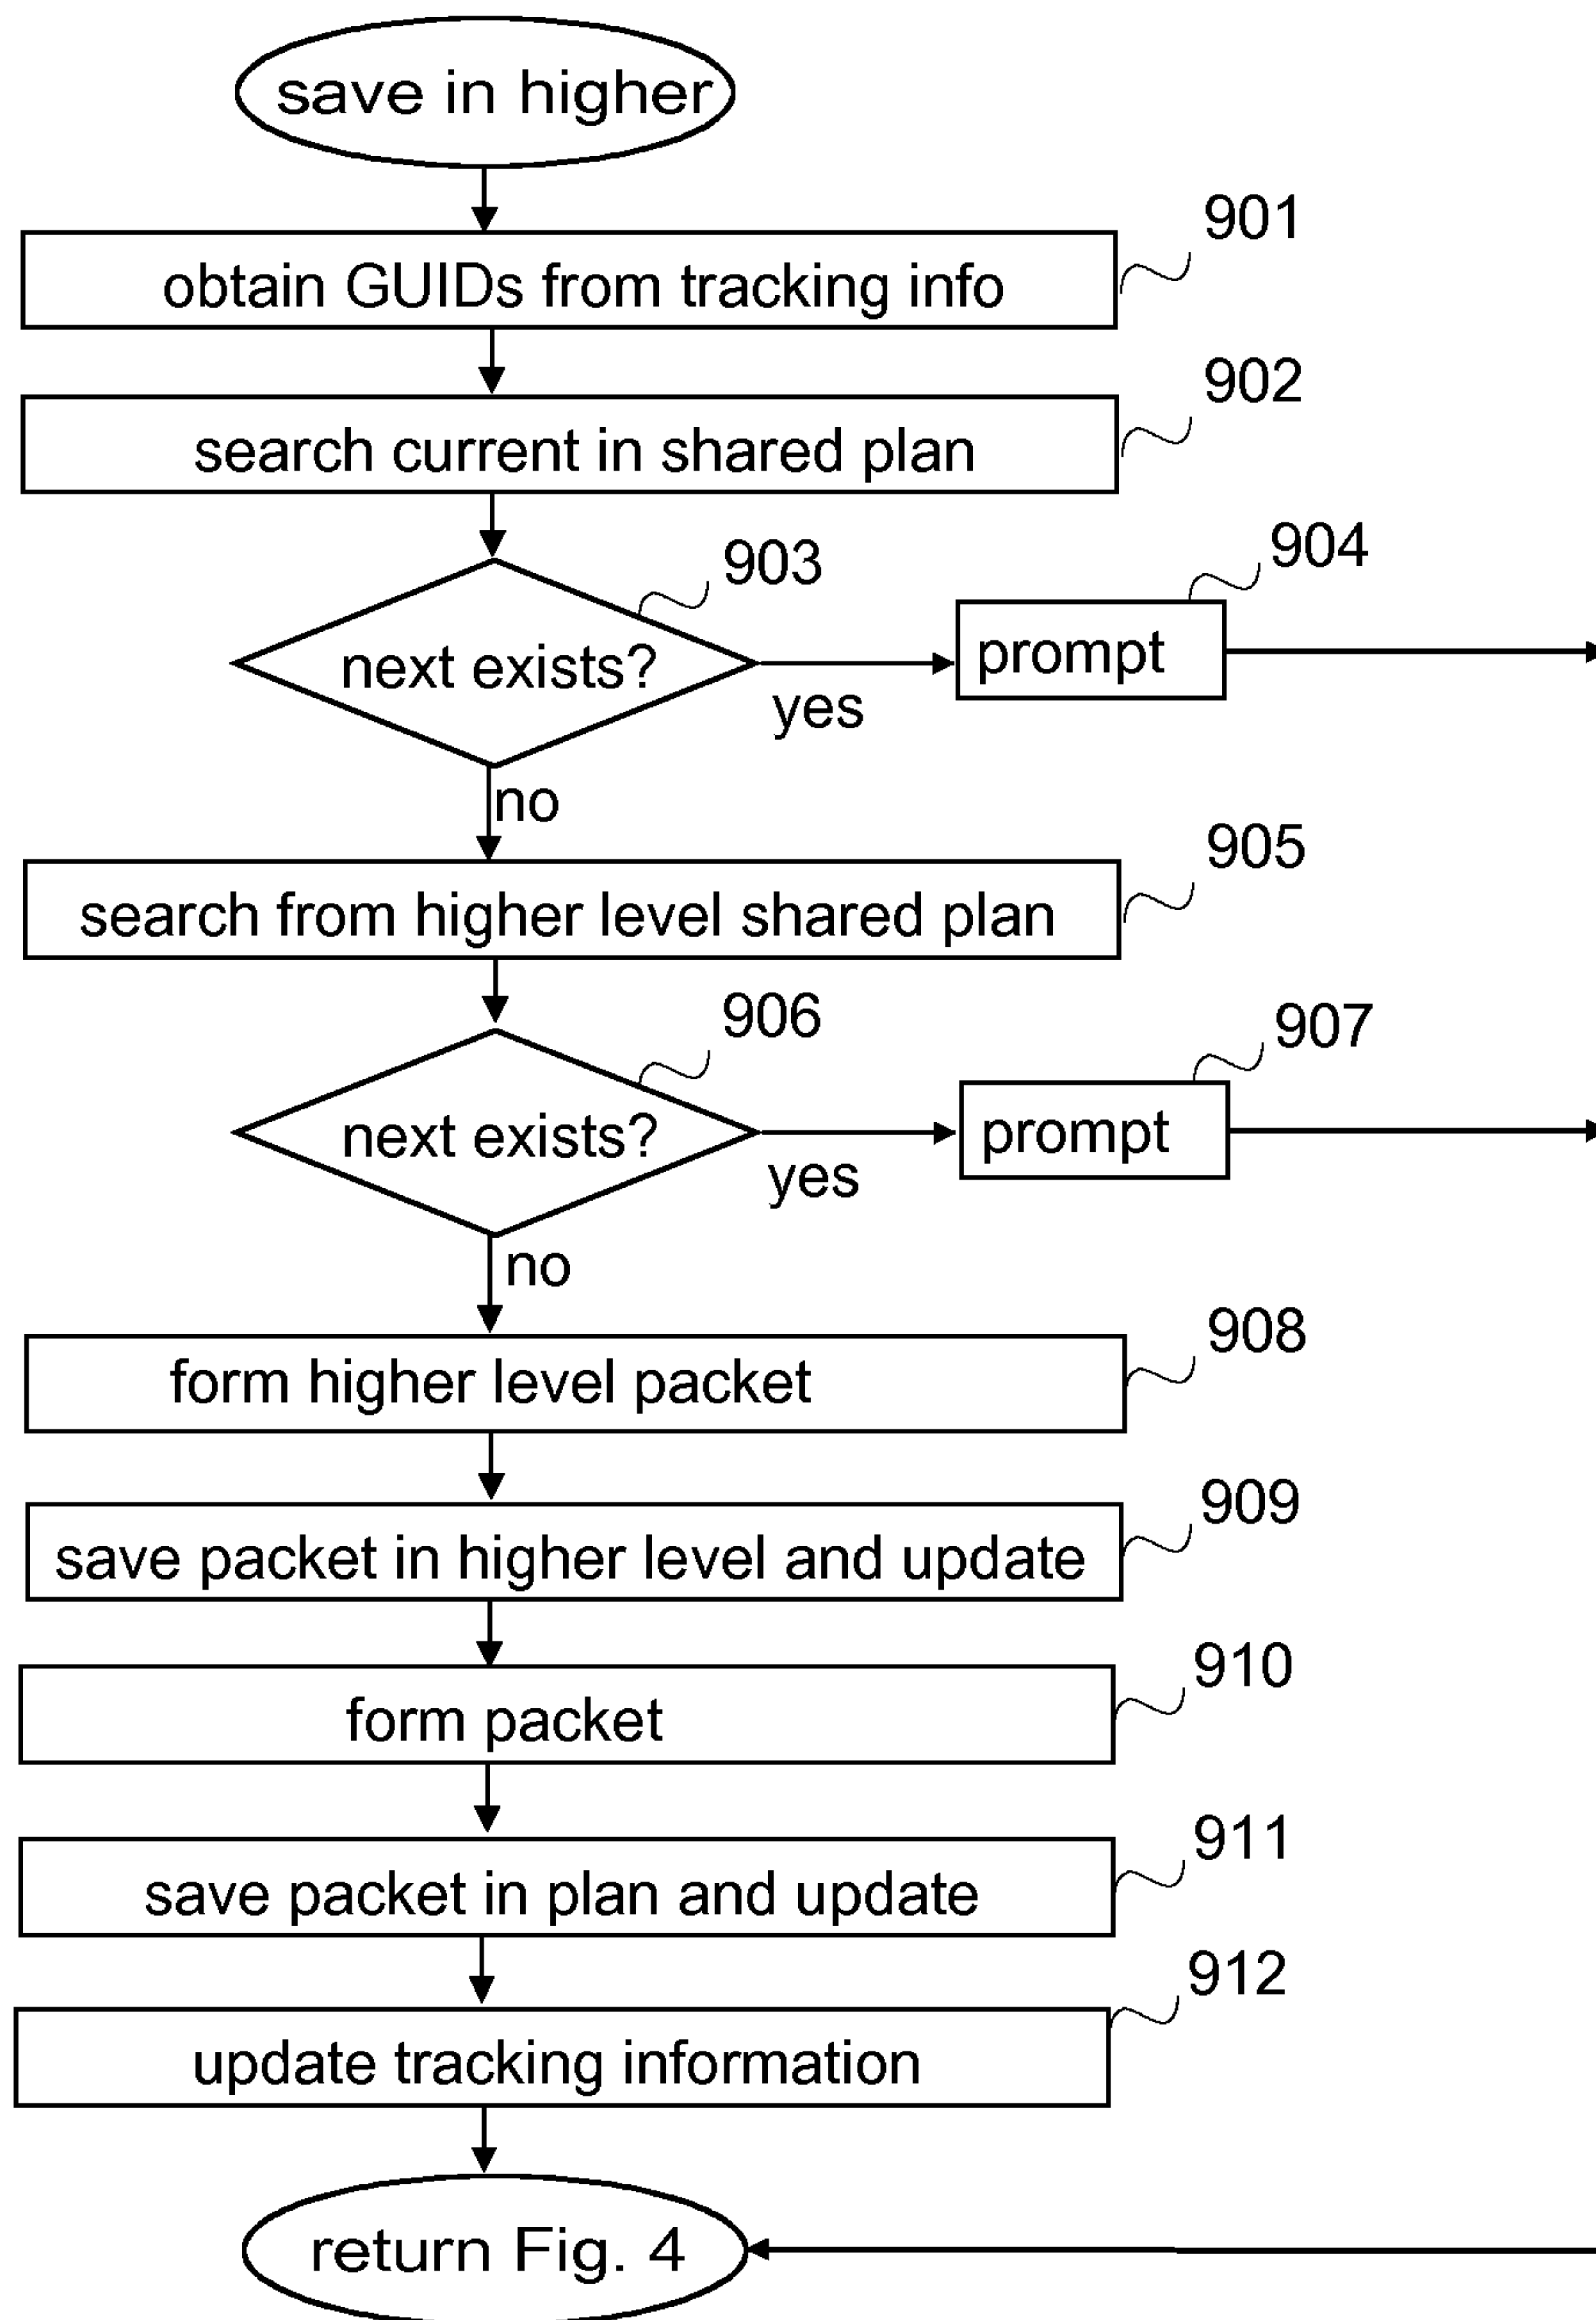 save in higher
901
obtain GUIDs from tracking info
902
search current in shared plan
903
904
next exists?
prompt
yes
no
905
search from higher level shared plan
906
907
next exists?
prompt
yes
no
908
form higher level packet
909
save packet in higher level and update
910
form packet
911
save packet in plan and update
912
update tracking information
return Fig. 4